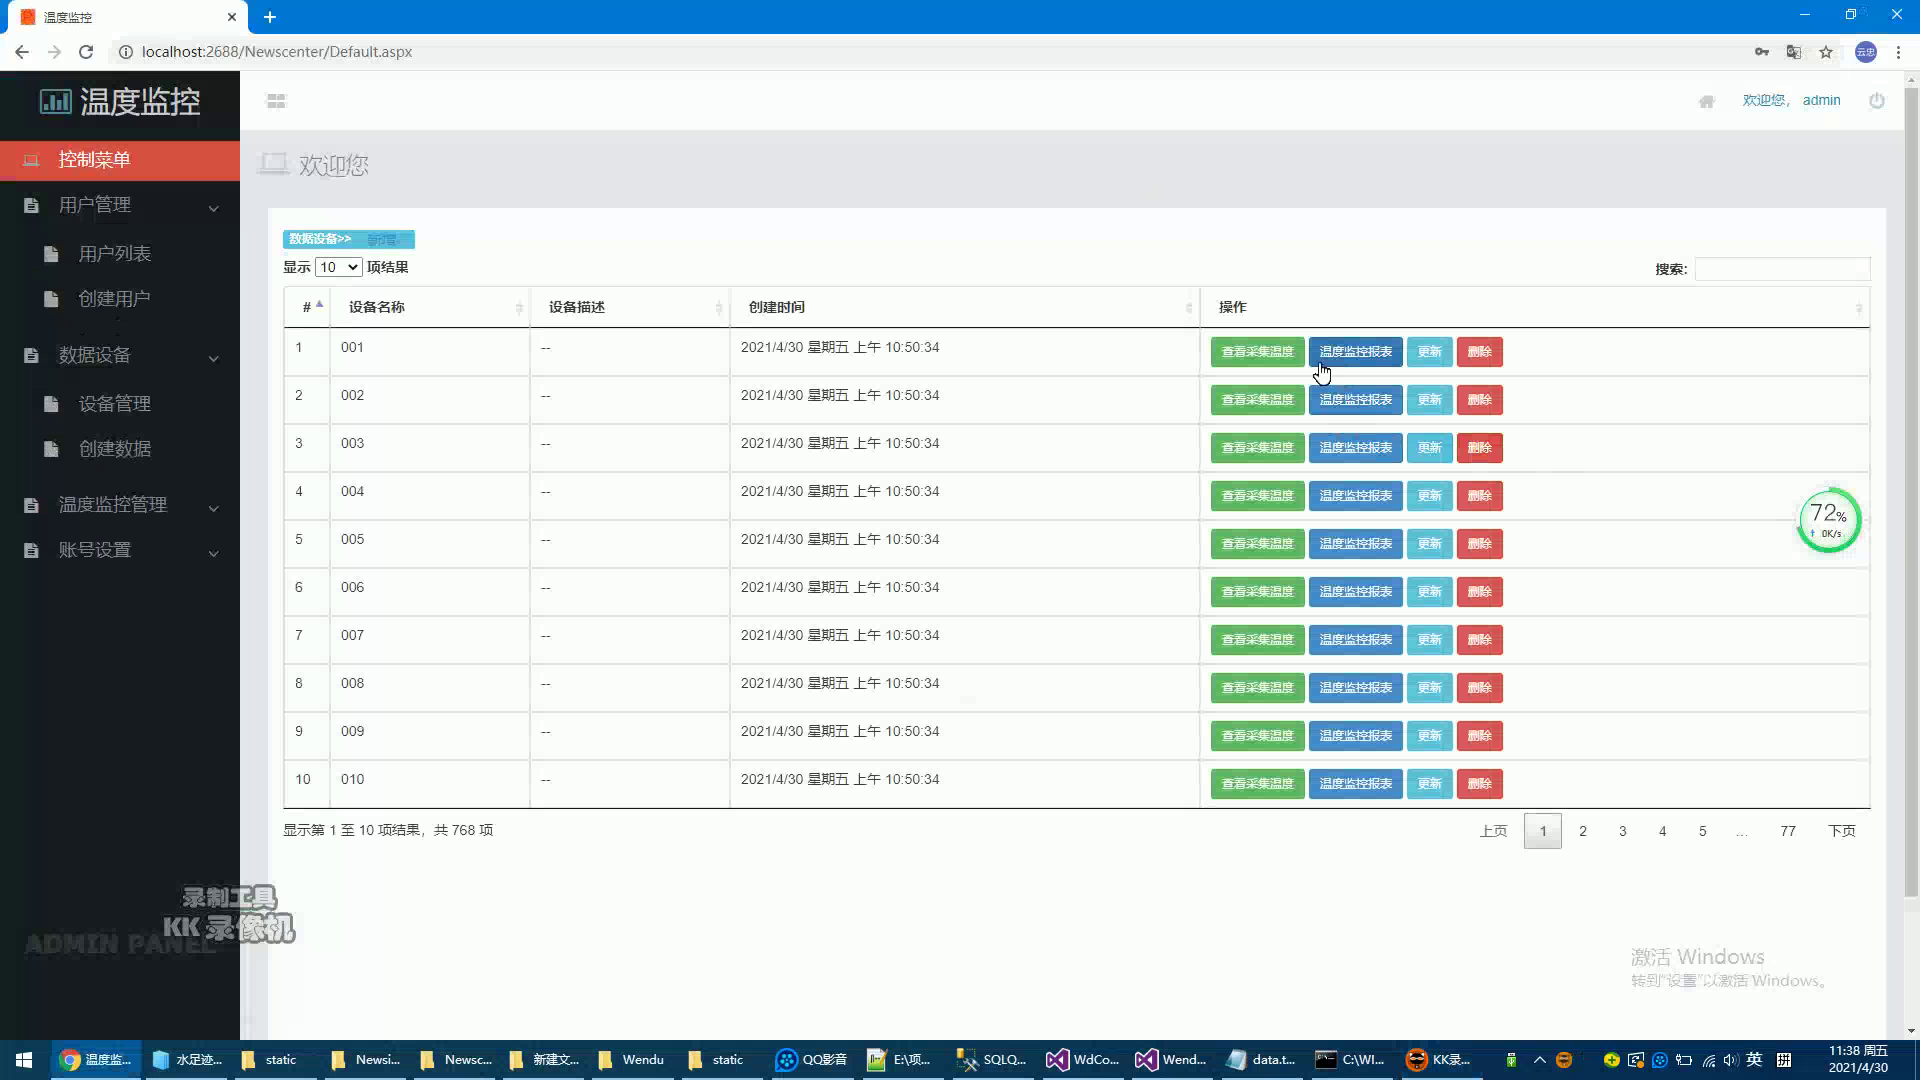 温度监控
localhost:2688/Newscenter/Default.aspx
云忠
温度监控
欢迎您， admin
控制菜单
欢迎您
用户管理
用户列表
创建用户
数据设备
设备管理
创建数据
温度监控管理
账号设置
数据设备>>
显示 10 项结果
搜索:
# 设备名称 设备描述 创建时间 操作
1 001 -- 2021/4/30 星期五 上午 10:50:34 查看采集温度 温度监控报表 更新 删除
2 002 -- 2021/4/30 星期五 上午 10:50:34 查看采集温度 温度监控报表 更新 删除
3 003 -- 2021/4/30 星期五 上午 10:50:34 查看采集温度 温度监控报表 更新 删除
4 004 -- 2021/4/30 星期五 上午 10:50:34 查看采集温度 温度监控报表 更新 删除
5 005 -- 2021/4/30 星期五 上午 10:50:34 查看采集温度 温度监控报表 更新 删除
6 006 -- 2021/4/30 星期五 上午 10:50:34 查看采集温度 温度监控报表 更新 删除
7 007 -- 2021/4/30 星期五 上午 10:50:34 查看采集温度 温度监控报表 更新 删除
8 008 -- 2021/4/30 星期五 上午 10:50:34 查看采集温度 温度监控报表 更新 删除
9 009 -- 2021/4/30 星期五 上午 10:50:34 查看采集温度 温度监控报表 更新 删除
10 010 -- 2021/4/30 星期五 上午 10:50:34 查看采集温度 温度监控报表 更新 删除
72%
0K/s
显示第 1 至 10 项结果，共 768 项
上页 1 2 3 4 5 ... 77 下页
录制工具
KK 录像机
ADMIN PANEL
激活 Windows
转到"设置"以激活 Windows。
温度监... 水足迹... static Newsi... Newsc... 新建文... Wendu static QQ影音 E:\项... SQLQ... WdCo... Wend... data.t... C:\WI... KK录... 英 拼
11:38 周五
2021/4/30